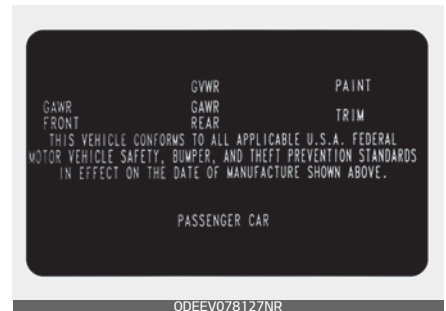 GVWR PAINT
GAWR FRONT GAWR REAR TRIM
THIS VEHICLE CONFORMS TO ALL APPLICABLE U.S.A. FEDERAL
MOTOR VEHICLE SAFETY, BUMPER, AND THEFT PREVENTION STANDARDS
IN EFFECT ON THE DATE OF MANUFACTURE SHOWN ABOVE.
PASSENGER CAR
ODEEV078127NR